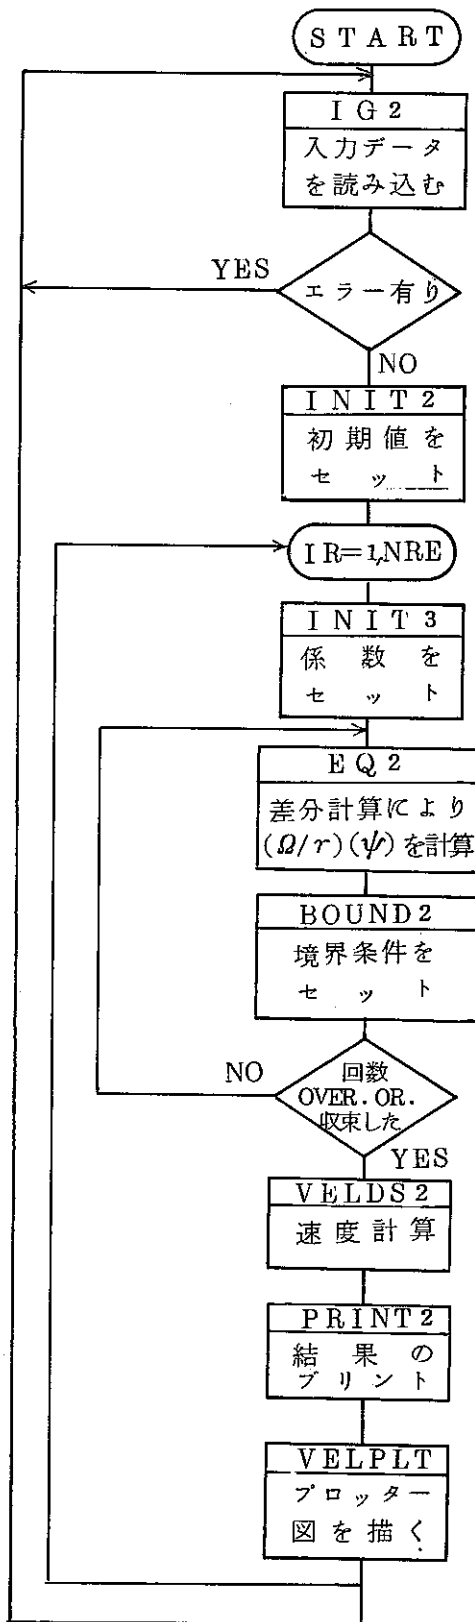 START
IG2
入力データ
を読み込む
YES
エラー有り
NO
INIT2
初期値を
セット
IR=1,NRE
INIT3
係数を
セット
EQ2
差分計算により
(Ω/r)(ψ)を計算
BOUND2
境界条件を
セット
NO
回数
OVER.OR.
収束した
YES
VELDS2
速度計算
PRINT2
結果の
プリント
VELPLT
プロッター
図を描く